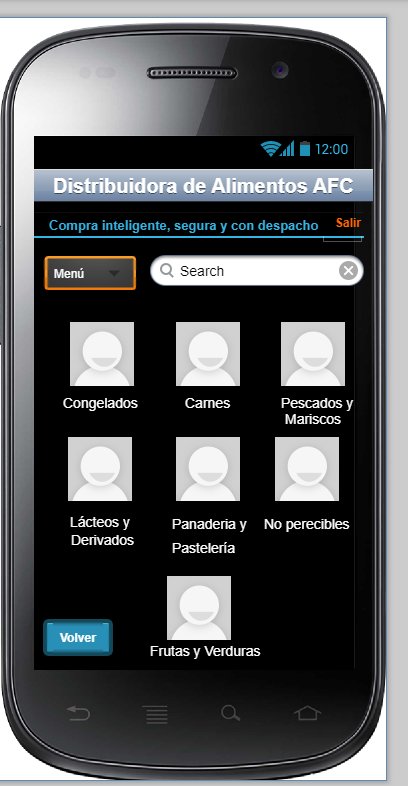 12:00
Distribuidora de Alimentos AFC
Compra inteligente, segura y con despacho
Salir
Menú
Search
Congelados
Carnes
Pescados y
Mariscos
Lácteos y
Derivados
Panaderia y
Pastelería
No perecibles
Volver
Frutas y Verduras